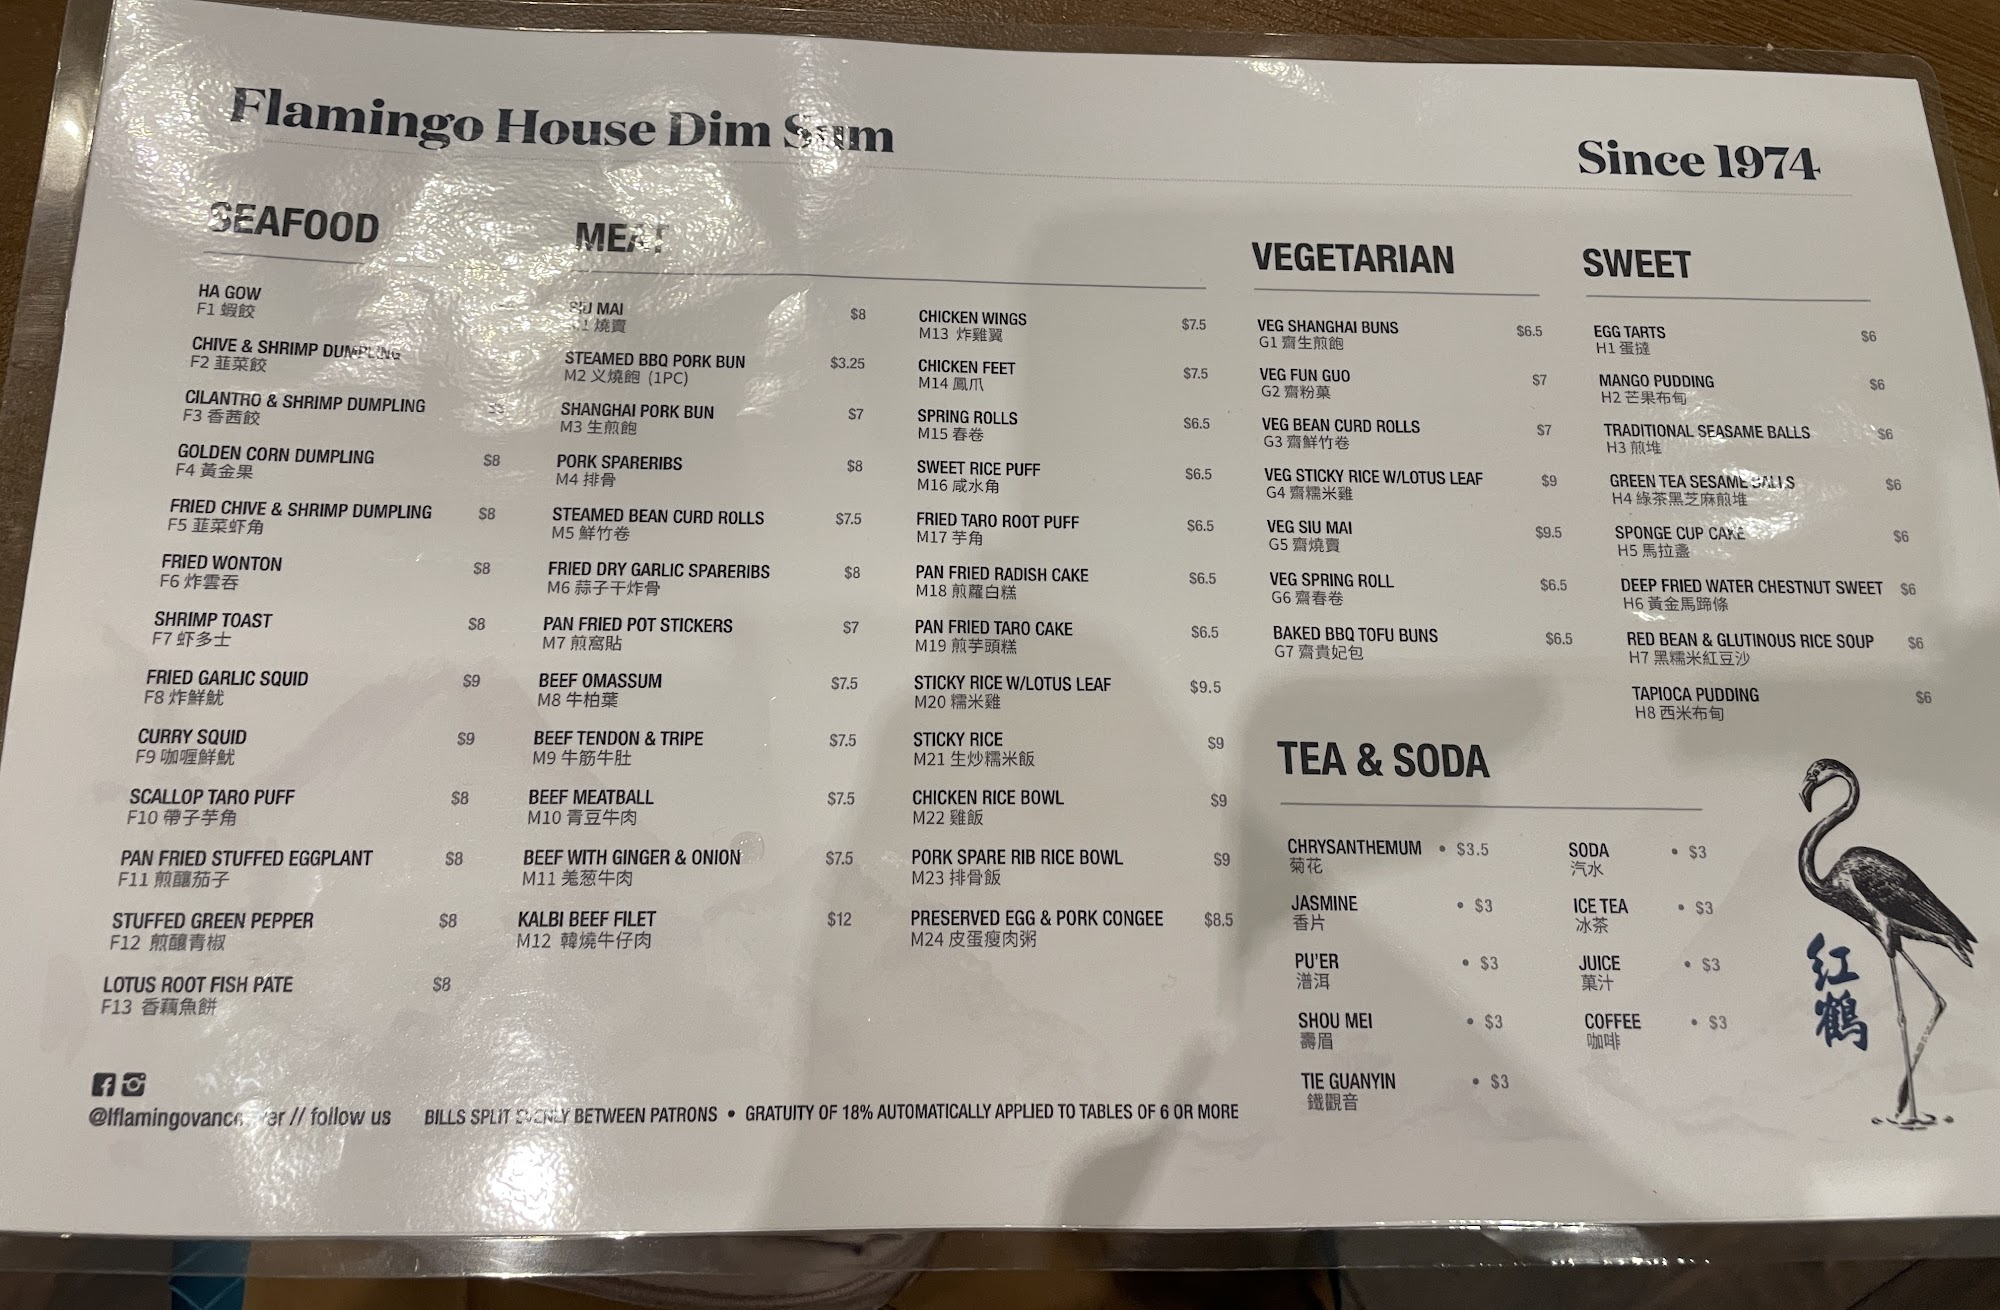 Flamingo House Dim Sum
Since 1974
SEAFOOD
HA GOW
F1 蝦餃
CHIVE & SHRIMP DUMPLING
F2 韮菜餃
CILANTRO & SHRIMP DUMPLING
F3 香茜餃
GOLDEN CORN DUMPLING $8
F4 黃金果
FRIED CHIVE & SHRIMP DUMPLING $8
F5 韮菜虾角
FRIED WONTON $8
F6 炸雲吞
SHRIMP TOAST $8
F7 虾多士
FRIED GARLIC SQUID $9
F8 炸鮮魷
CURRY SQUID $9
F9 咖喱鮮魷
SCALLOP TARO PUFF $8
F10 帶子芋角
PAN FRIED STUFFED EGGPLANT $8
F11 煎釀茄子
STUFFED GREEN PEPPER $8
F12 煎釀青椒
LOTUS ROOT FISH PATE $8
F13 香藕魚餅
MEAT
SIU MAI $8
燒賣
STEAMED BBQ PORK BUN $3.25
M2 义燒飽 (1PC)
SHANGHAI PORK BUN $7
M3 生煎飽
PORK SPARERIBS $8
M4 排骨
STEAMED BEAN CURD ROLLS $7.5
M5 鮮竹卷
FRIED DRY GARLIC SPARERIBS $8
M6 蒜子干炸骨
PAN FRIED POT STICKERS $7
M7 煎窩貼
BEEF OMASSUM $7.5
M8 牛柏葉
BEEF TENDON & TRIPE $7.5
M9 牛筋牛肚
BEEF MEATBALL $7.5
M10 青豆牛肉
BEEF WITH GINGER & ONION $7.5
M11 羗葱牛肉
KALBI BEEF FILET $12
M12 韓燒牛仔肉
CHICKEN WINGS $7.5
M13 炸雞翼
CHICKEN FEET $7.5
M14 鳳爪
SPRING ROLLS $6.5
M15 春卷
SWEET RICE PUFF $6.5
M16 咸水角
FRIED TARO ROOT PUFF $6.5
M17 芋角
PAN FRIED RADISH CAKE $6.5
M18 煎蘿白糕
PAN FRIED TARO CAKE $6.5
M19 煎芋頭糕
STICKY RICE W/LOTUS LEAF $9.5
M20 糯米雞
STICKY RICE $9
M21 生炒糯米飯
CHICKEN RICE BOWL $9
M22 雞飯
PORK SPARE RIB RICE BOWL $9
M23 排骨飯
PRESERVED EGG & PORK CONGEE $8.5
M24 皮蛋瘦肉粥
VEGETARIAN
VEG SHANGHAI BUNS $6.5
G1 齋生煎飽
VEG FUN GUO $7
G2 齋粉菓
VEG BEAN CURD ROLLS $7
G3 齋鮮竹卷
VEG STICKY RICE W/LOTUS LEAF $9
G4 齋糯米雞
VEG SIU MAI $9.5
G5 齋燒賣
VEG SPRING ROLL $6.5
G6 齋春卷
BAKED BBQ TOFU BUNS $6.5
G7 齋貴妃包
SWEET
EGG TARTS $6
H1 蛋撻
MANGO PUDDING $6
H2 芒果布甸
TRADITIONAL SEASAME BALLS $6
H3 煎堆
GREEN TEA SESAME BALLS $6
H4 綠茶黑芝麻煎堆
SPONGE CUP CAKE $6
H5 馬拉盞
DEEP FRIED WATER CHESTNUT SWEET $6
H6 黃金馬蹄條
RED BEAN & GLUTINOUS RICE SOUP $6
H7 黑糯米紅豆沙
TAPIOCA PUDDING $6
H8 西米布甸
TEA & SODA
CHRYSANTHEMUM • $3.5
菊花
JASMINE • $3
香片
PU'ER • $3
潽洱
SHOU MEI • $3
壽眉
TIE GUANYIN • $3
鐵觀音
SODA • $3
汽水
ICE TEA • $3
冰茶
JUICE • $3
菓汁
COFFEE • $3
咖啡
紅鶴
// follow us
BILLS SPLIT EVENLY BETWEEN PATRONS • GRATUITY OF 18% AUTOMATICALLY APPLIED TO TABLES OF 6 OR MORE